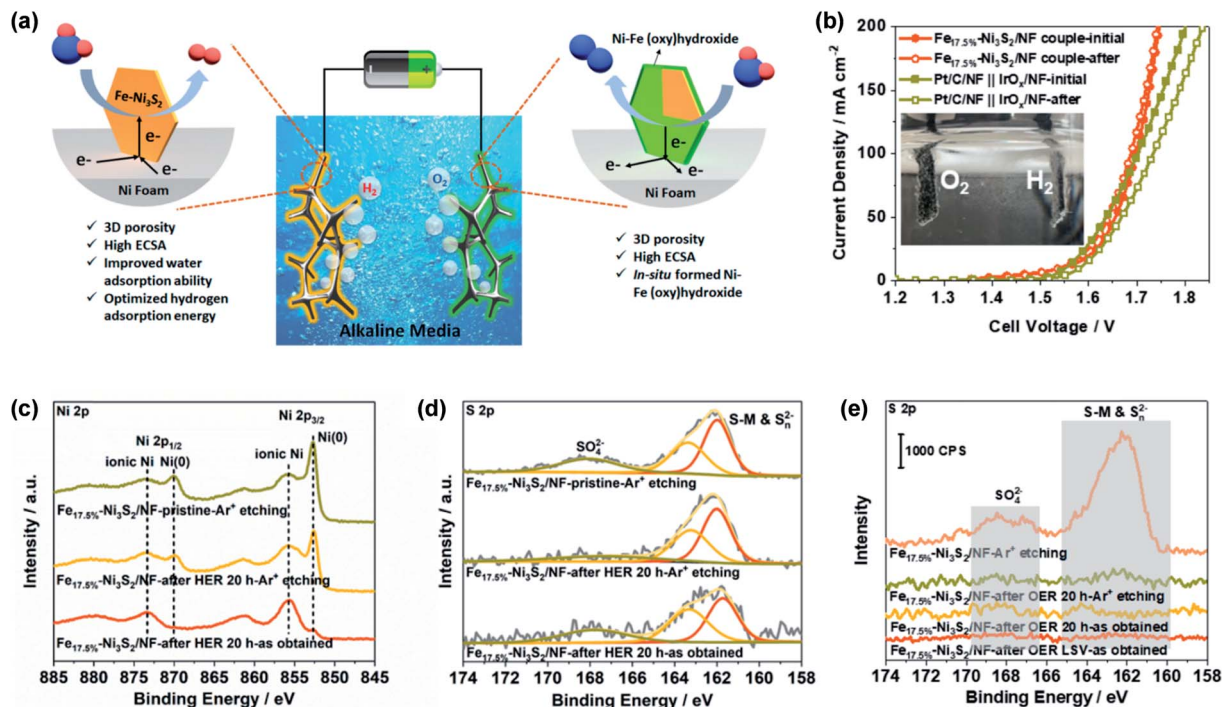 (a)
Fe-Ni₃S₂
e-
e-
e-
Ni Foam
✓ 3D porosity
✓ High ECSA
✓ Improved water
adsorption ability
✓ Optimized hydrogen
adsorption energy
-
+
H₂
O₂
Alkaline Media
Ni-Fe (oxy)hydroxide
e-
e-
e-
Ni Foam
✓ 3D porosity
✓ High ECSA
✓ In-situ formed Ni-
Fe (oxy)hydroxide
(b)
Current Density / mA cm⁻²
200
150
100
50
0
Fe₁₇.₅%-Ni₃S₂/NF couple-initial
Fe₁₇.₅%-Ni₃S₂/NF couple-after
Pt/C/NF || IrOₓ/NF-initial
Pt/C/NF || IrOₓ/NF-after
O₂
H₂
1.2 1.3 1.4 1.5 1.6 1.7 1.8
Cell Voltage / V
(c)
Ni 2p
Ni 2p₁/₂
ionic Ni
Ni(0)
Ni 2p₃/₂
ionic Ni
Ni(0)
Fe₁₇.₅%-Ni₃S₂/NF-pristine-Ar⁺ etching
Fe₁₇.₅%-Ni₃S₂/NF-after HER 20 h-Ar⁺ etching
Fe₁₇.₅%-Ni₃S₂/NF-after HER 20 h-as obtained
Intensity / a.u.
885 880 875 870 865 860 855 850 845
Binding Energy / eV
(d)
S 2p
SO₄²⁻
S-M & Sₙ²⁻
Fe₁₇.₅%-Ni₃S₂/NF-pristine-Ar⁺ etching
Fe₁₇.₅%-Ni₃S₂/NF-after HER 20 h-Ar⁺ etching
Fe₁₇.₅%-Ni₃S₂/NF-after HER 20 h-as obtained
Intensity / a.u.
174 172 170 168 166 164 162 160 158
Binding Energy / eV
(e)
S 2p
1000 CPS
SO₄²⁻
S-M & Sₙ²⁻
Fe₁₇.₅%-Ni₃S₂/NF-Ar⁺ etching
Fe₁₇.₅%-Ni₃S₂/NF-after OER 20 h-Ar⁺ etching
Fe₁₇.₅%-Ni₃S₂/NF-after OER 20 h-as obtained
Fe₁₇.₅%-Ni₃S₂/NF-after OER LSV-as obtained
Intensity
174 172 170 168 166 164 162 160 158
Binding Energy / eV